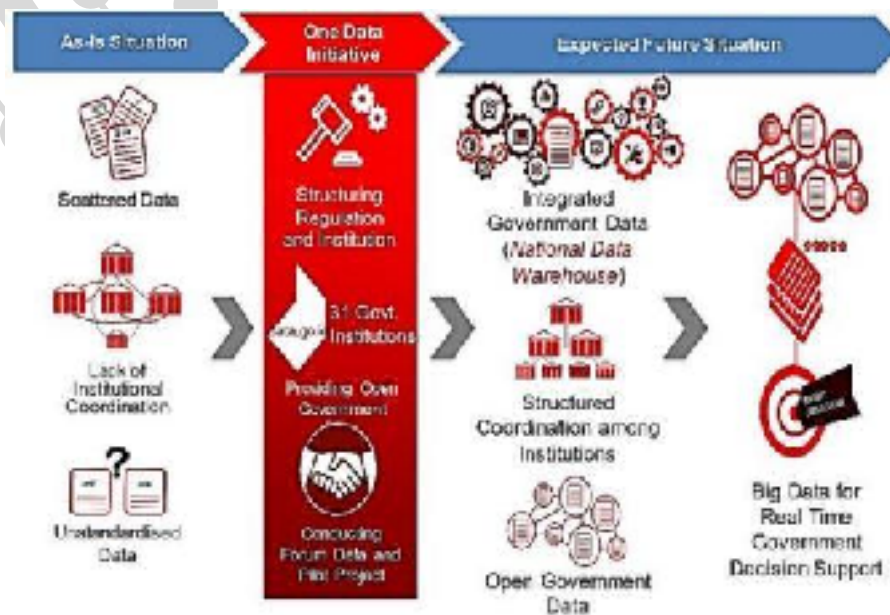 As-Is Situation
One Data
Initiative
Expected Future Situation
Scattered Data
Lack of
Institutional
Coordination
?
Unstandardised
Data
Structuring
Regulation
and Institution
31 Govt.
Institutions
Providing Open
Government
Conducting
Forum Data and
Pilot Project
Integrated
Government Data
(National Data
Warehouse)
Structured
Coordination among
Institutions
Open Government
Data
Big Data for
Real Time
Government
Decision Support